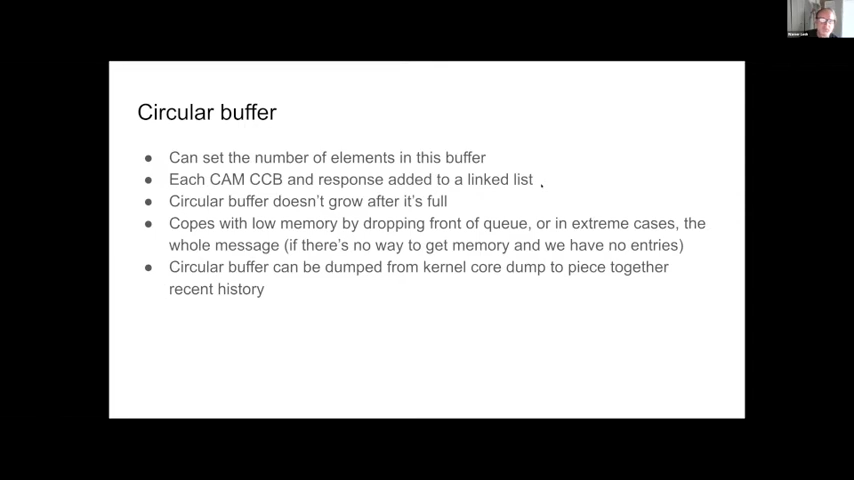 Circular buffer
● Can set the number of elements in this buffer
● Each CAM CCB and response added to a linked list
● Circular buffer doesn't grow after it's full
● Copes with low memory by dropping front of queue, or in extreme cases, the
whole message (if there's no way to get memory and we have no entries)
● Circular buffer can be dumped from kernel core dump to piece together
recent history